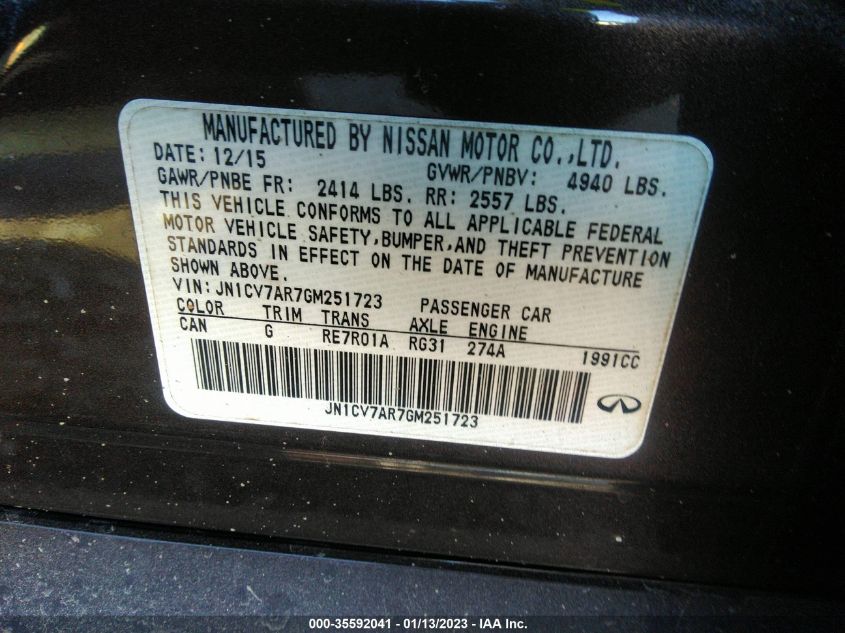 MANUFACTURED BY NISSAN MOTOR CO.,LTD.
DATE: 12/15 GVWR/PNBV: 4940 LBS.
GAWR/PNBE FR: 2414 LBS. RR: 2557 LBS.
THIS VEHICLE CONFORMS TO ALL APPLICABLE FEDERAL
MOTOR VEHICLE SAFETY,BUMPER,AND THEFT PREVENTION
STANDARDS IN EFFECT ON THE DATE OF MANUFACTURE
SHOWN ABOVE.
VIN: JN1CV7AR7GM251723 PASSENGER CAR
COLOR TRIM TRANS AXLE ENGINE
CAN G RE7R01A RG31 274A 1991CC
JN1CV7AR7GM251723
000-35592041 - 01/13/2023 - IAA Inc.